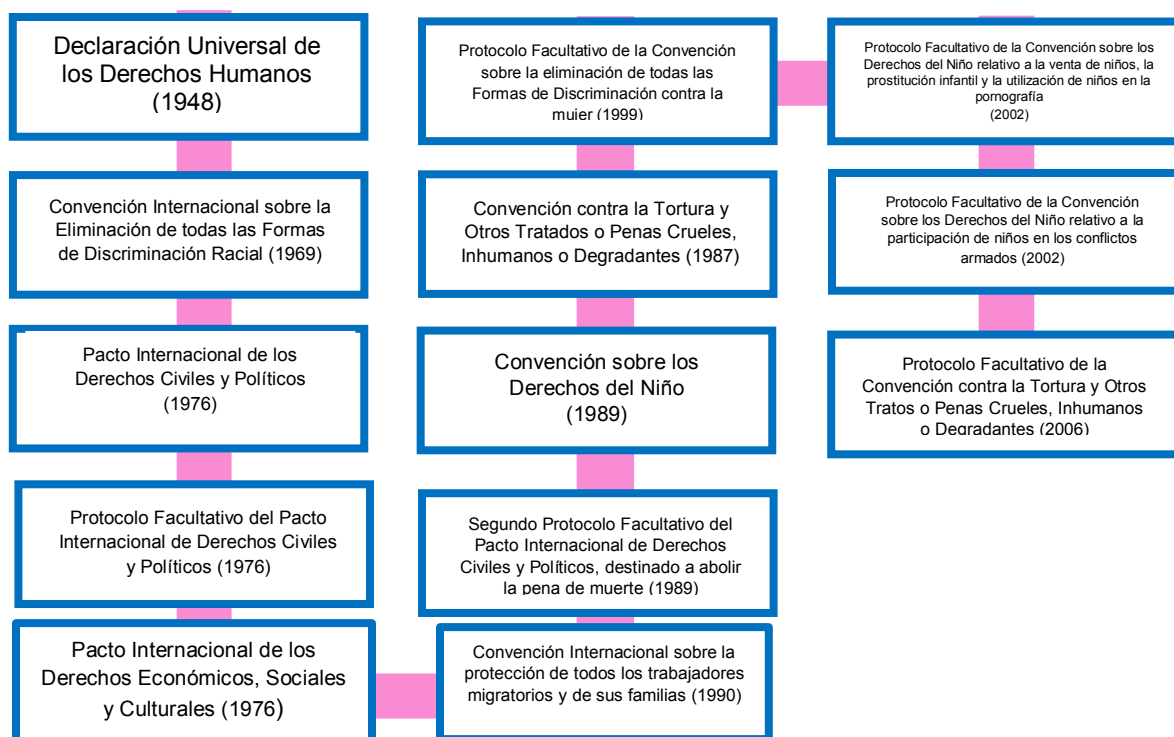 Declaración Universal de
los Derechos Humanos
(1948)
Convención Internacional sobre la
Eliminación de todas las Formas
de Discriminación Racial (1969)
Pacto Internacional de los
Derechos Civiles y Políticos
(1976)
Protocolo Facultativo del Pacto
Internacional de Derechos Civiles
y Políticos (1976)
Pacto Internacional de los
Derechos Económicos, Sociales
y Culturales (1976)
Protocolo Facultativo de la Convención
sobre la eliminación de todas las
Formas de Discriminación contra la
mujer (1999)
Convención contra la Tortura y
Otros Tratados o Penas Crueles,
Inhumanos o Degradantes (1987)
Convención sobre los
Derechos del Niño
(1989)
Segundo Protocolo Facultativo del
Pacto Internacional de Derechos
Civiles y Políticos, destinado a abolir
la pena de muerte (1989)
Convención Internacional sobre la
protección de todos los trabajadores
migratorios y de sus familias (1990)
Protocolo Facultativo de la Convención sobre los
Derechos del Niño relativo a la venta de niños, la
prostitución infantil y la utilización de niños en la
pornografía
(2002)
Protocolo Facultativo de la Convención
sobre los Derechos del Niño relativo a la
participación de niños en los conflictos
armados (2002)
Protocolo Facultativo de la
Convención contra la Tortura y Otros
Tratos o Penas Crueles, Inhumanos
o Degradantes (2006)